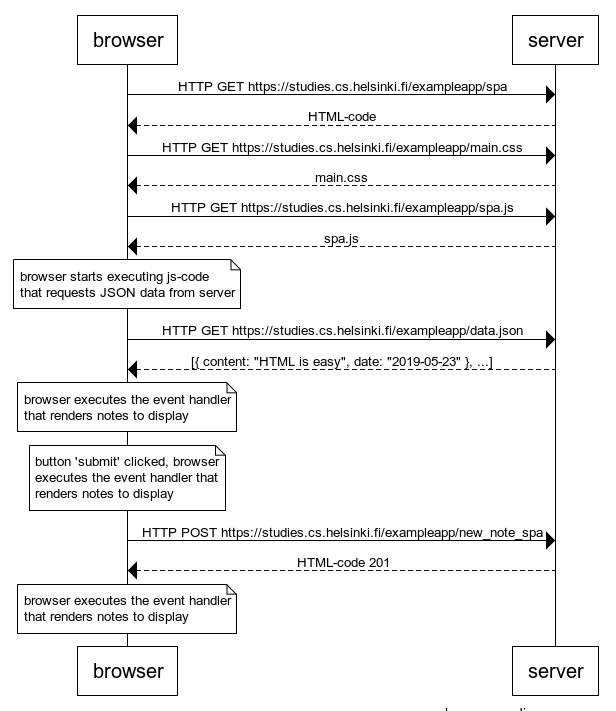 browser
server
HTTP GET https://studies.cs.helsinki.fi/exampleapp/spa
HTML-code
HTTP GET https://studies.cs.helsinki.fi/exampleapp/main.css
main.css
HTTP GET https://studies.cs.helsinki.fi/exampleapp/spa.js
spa.js
browser starts executing js-code
that requests JSON data from server
HTTP GET https://studies.cs.helsinki.fi/exampleapp/data.json
[{ content: "HTML is easy", date: "2019-05-23" }, ...]
browser executes the event handler
that renders notes to display
button 'submit' clicked, browser
executes the event handler that
renders notes to display
HTTP POST https://studies.cs.helsinki.fi/exampleapp/new_note_spa
HTML-code 201
browser executes the event handler
that renders notes to display
browser
server